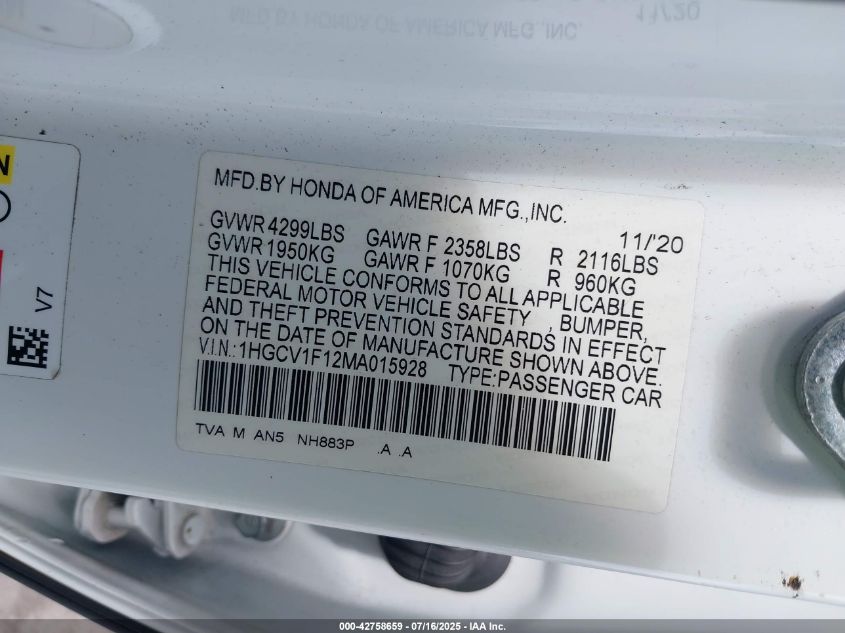 MFD.BY HONDA OF AMERICA MFG.,INC.
11/'20
GVWR 4299LBS GAWR F 2358LBS R 2116LBS
GVWR 1950KG GAWR F 1070KG R 960KG
THIS VEHICLE CONFORMS TO ALL APPLICABLE
FEDERAL MOTOR VEHICLE SAFETY , BUMPER,
AND THEFT PREVENTION STANDARDS IN EFFECT
ON THE DATE OF MANUFACTURE SHOWN ABOVE.
V.I.N.:1HGCV1F12MA015928 TYPE:PASSENGER CAR
TVA M AN5 NH883P .A .A
N
V7
000-42758659 - 07/16/2025 - IAA Inc.